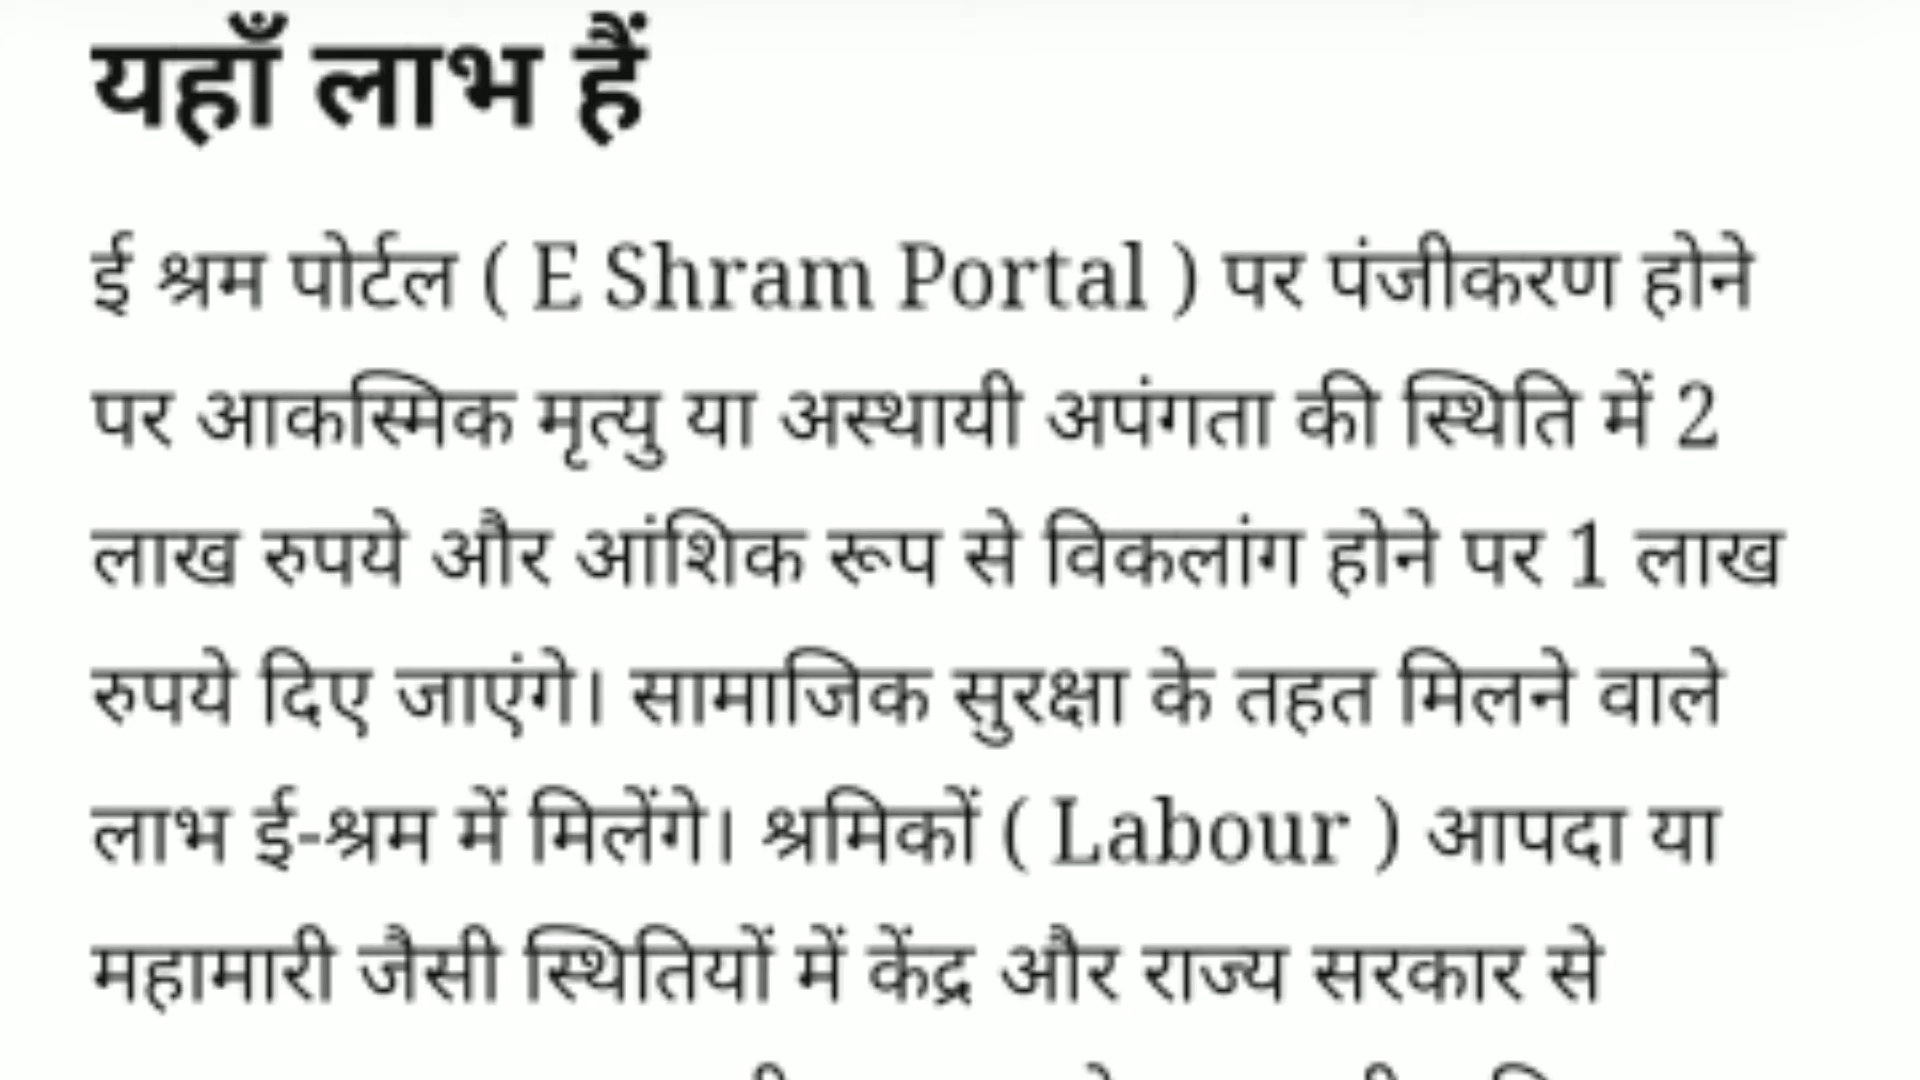 यहाँ लाभ हैं
ई श्रम पोर्टल ( E Shram Portal ) पर पंजीकरण होने
पर आकस्मिक मृत्यु या अस्थायी अपंगता की स्थिति में 2
लाख रुपये और आंशिक रूप से विकलांग होने पर 1 लाख
रुपये दिए जाएंगे। सामाजिक सुरक्षा के तहत मिलने वाले
लाभ ई-श्रम में मिलेंगे। श्रमिकों ( Labour ) आपदा या
महामारी जैसी स्थितियों में केंद्र और राज्य सरकार से